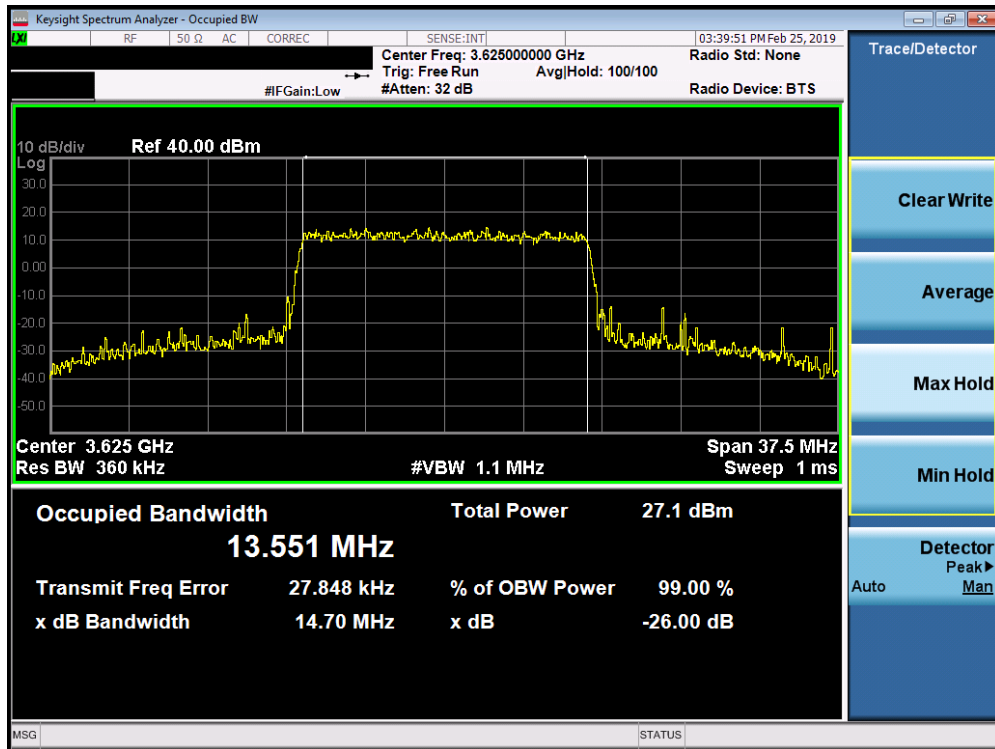 Keysight Spectrum Analyzer - Occupied BW
LXI RF 50 Ω AC CORREC SENSE:INT 03:39:51 PM Feb 25, 2019
Center Freq: 3.625000000 GHz Radio Std: None
Trig: Free Run Avg|Hold: 100/100
#IFGain:Low #Atten: 32 dB Radio Device: BTS
10 dB/div Ref 40.00 dBm
Log
30.0
20.0
10.0
0.00
-10.0
-20.0
-30.0
-40.0
-50.0
Center 3.625 GHz Span 37.5 MHz
Res BW 360 kHz #VBW 1.1 MHz Sweep 1 ms
Occupied Bandwidth Total Power 27.1 dBm
13.551 MHz
Transmit Freq Error 27.848 kHz % of OBW Power 99.00 %
x dB Bandwidth 14.70 MHz x dB -26.00 dB
MSG STATUS
Trace/Detector
Clear Write
Average
Max Hold
Min Hold
Detector
Peak▶
Auto Man